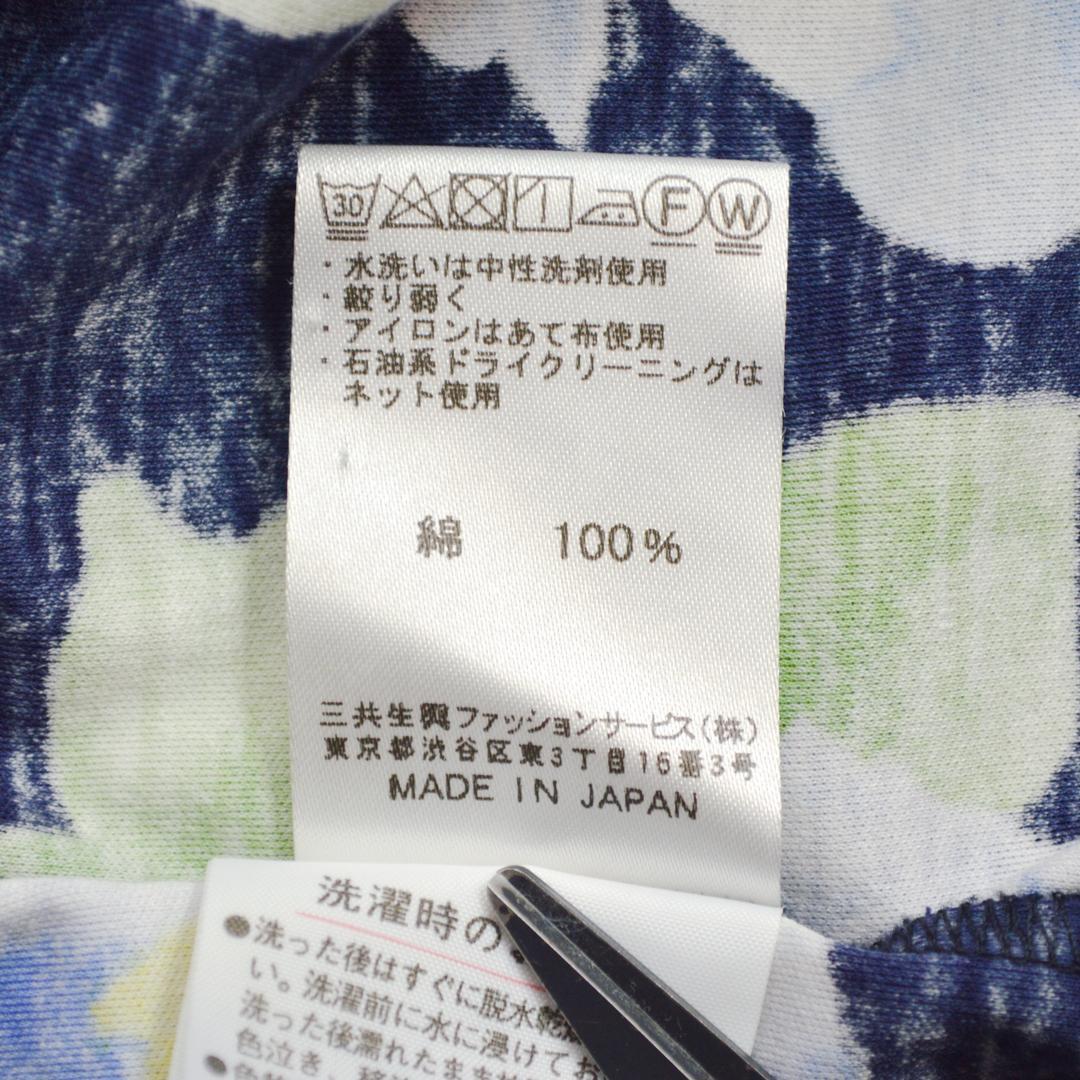 30 F W
・水洗いは中性洗剤使用
・絞り弱く
・アイロンはあて布使用
・石油系ドライクリーニングは
ネット使用
綿 100%
三共生興ファッションサービス(株)
東京都渋谷区東3丁目16番3号
MADE IN JAPAN
洗濯時の
●洗った後はすぐに脱水乾
い。洗濯前に水に浸けてお
洗った後濡れたまま
色泣き